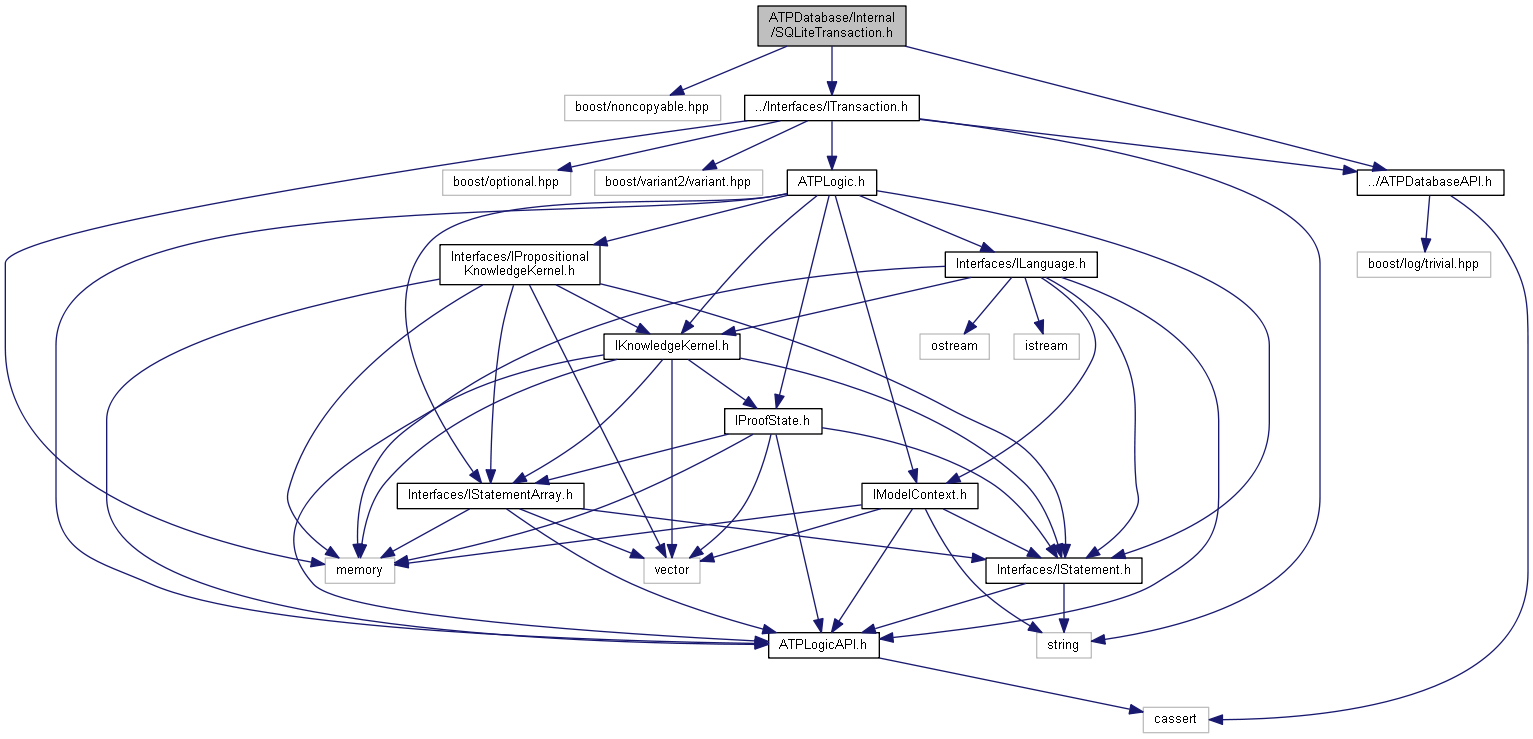 ATPDatabase/Internal
/SQLiteTransaction.h
boost/noncopyable.hpp
../Interfaces/ITransaction.h
boost/optional.hpp
boost/variant2/variant.hpp
ATPLogic.h
../ATPDatabaseAPI.h
Interfaces/IPropositional
KnowledgeKernel.h
Interfaces/ILanguage.h
boost/log/trivial.hpp
IKnowledgeKernel.h
ostream
istream
IProofState.h
Interfaces/IStatementArray.h
IModelContext.h
memory
vector
Interfaces/IStatement.h
ATPLogicAPI.h
string
cassert